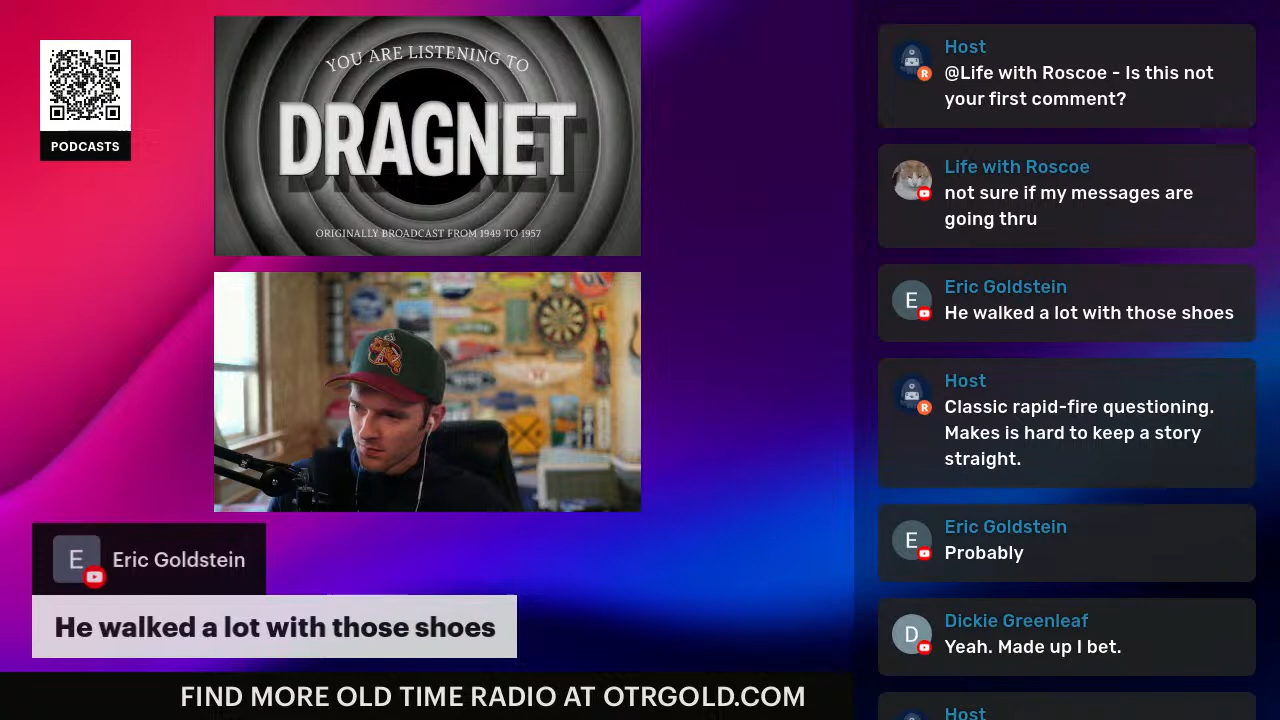 PODCASTS
YOU ARE LISTENING TO
DRAGNET
ORIGINALLY BROADCAST FROM 1949 TO 1957
E
Eric Goldstein
He walked a lot with those shoes
FIND MORE OLD TIME RADIO AT OTRGOLD.COM
Host
R
@Life with Roscoe - Is this not
your first comment?
Life with Roscoe
not sure if my messages are
going thru
E
Eric Goldstein
He walked a lot with those shoes
Host
R
Classic rapid-fire questioning.
Makes is hard to keep a story
straight.
E
Eric Goldstein
Probably
D
Dickie Greenleaf
Yeah. Made up I bet.
Host